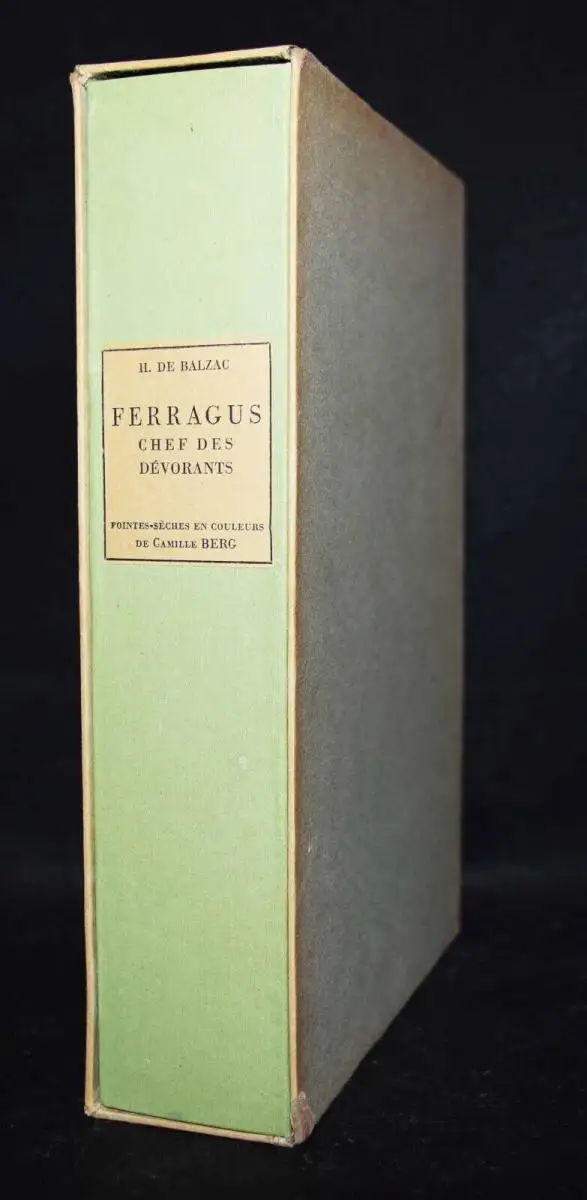 H. DE BALZAC
FERRAGUS
CHEF DES
DÉVORANTS
POINTES-SÈCHES EN COULEURS
DE CAMILLE BERG